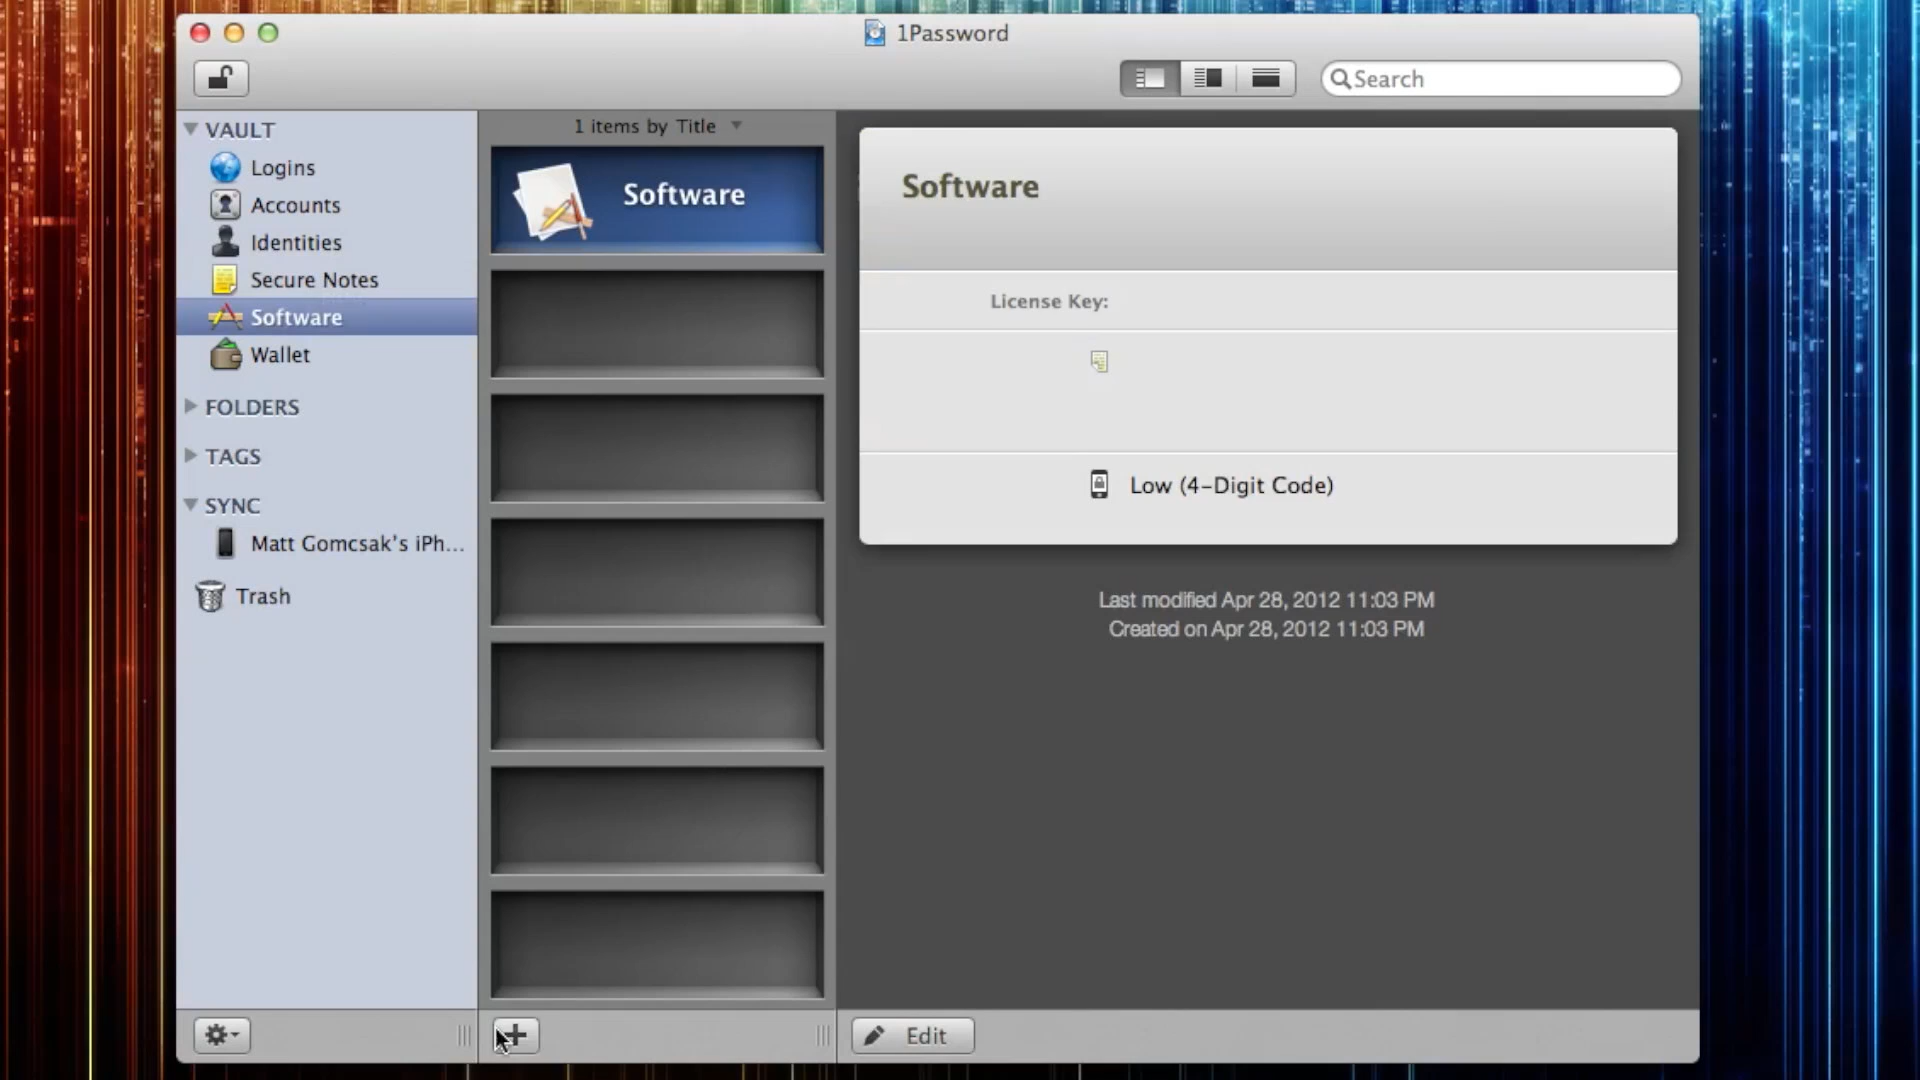 1Password
Search
VAULT
Logins
Accounts
Identities
Secure Notes
Software
Wallet
FOLDERS
TAGS
SYNC
Matt Gomcsak’s iPh...
Trash
1 items by Title
Software
Software
License Key:
Low (4-Digit Code)
Last modified Apr 28, 2012 11:03 PM
Created on Apr 28, 2012 11:03 PM
Edit